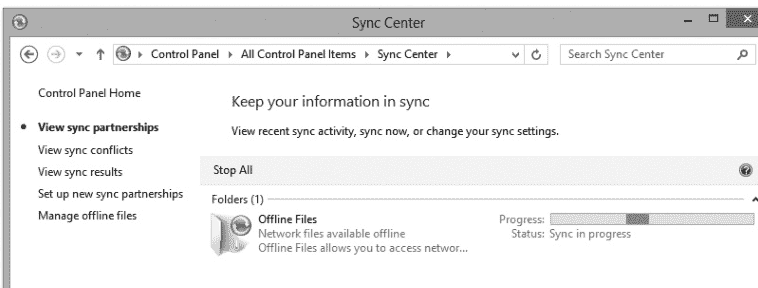 Sync Center
Control Panel ▸ All Control Panel Items ▸ Sync Center ▸
Search Sync Center
Control Panel Home
• View sync partnerships
View sync conflicts
View sync results
Set up new sync partnerships
Manage offline files
Keep your information in sync
View recent sync activity, sync now, or change your sync settings.
Stop All
Folders (1)
Offline Files
Network files available offline
Offline Files allows you to access networ...
Progress:
Status: Sync in progress